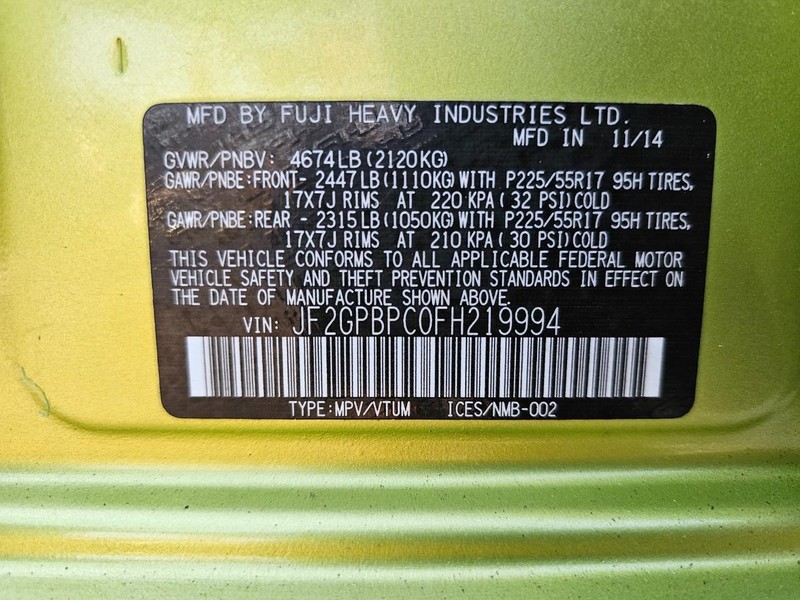 MFD BY FUJI HEAVY INDUSTRIES LTD.
MFD IN 11/14
GVWR/PNBV: 4674LB(2120KG)
GAWR/PNBE:FRONT- 2447LB(1110KG)WITH P225/55R17 95H TIRES,
17X7J RIMS AT 220 KPA(32 PSI)COLD
GAWR/PNBE:REAR - 2315LB(1050KG)WITH P225/55R17 95H TIRES,
17X7J RIMS AT 210 KPA(30 PSI)COLD
THIS VEHICLE CONFORMS TO ALL APPLICABLE FEDERAL MOTOR
VEHICLE SAFETY AND THEFT PREVENTION STANDARDS IN EFFECT ON
THE DATE OF MANUFACTURE SHOWN ABOVE.
VIN: JF2GPBPC0FH219994
TYPE:MPV/VTUM ICES/NMB-002